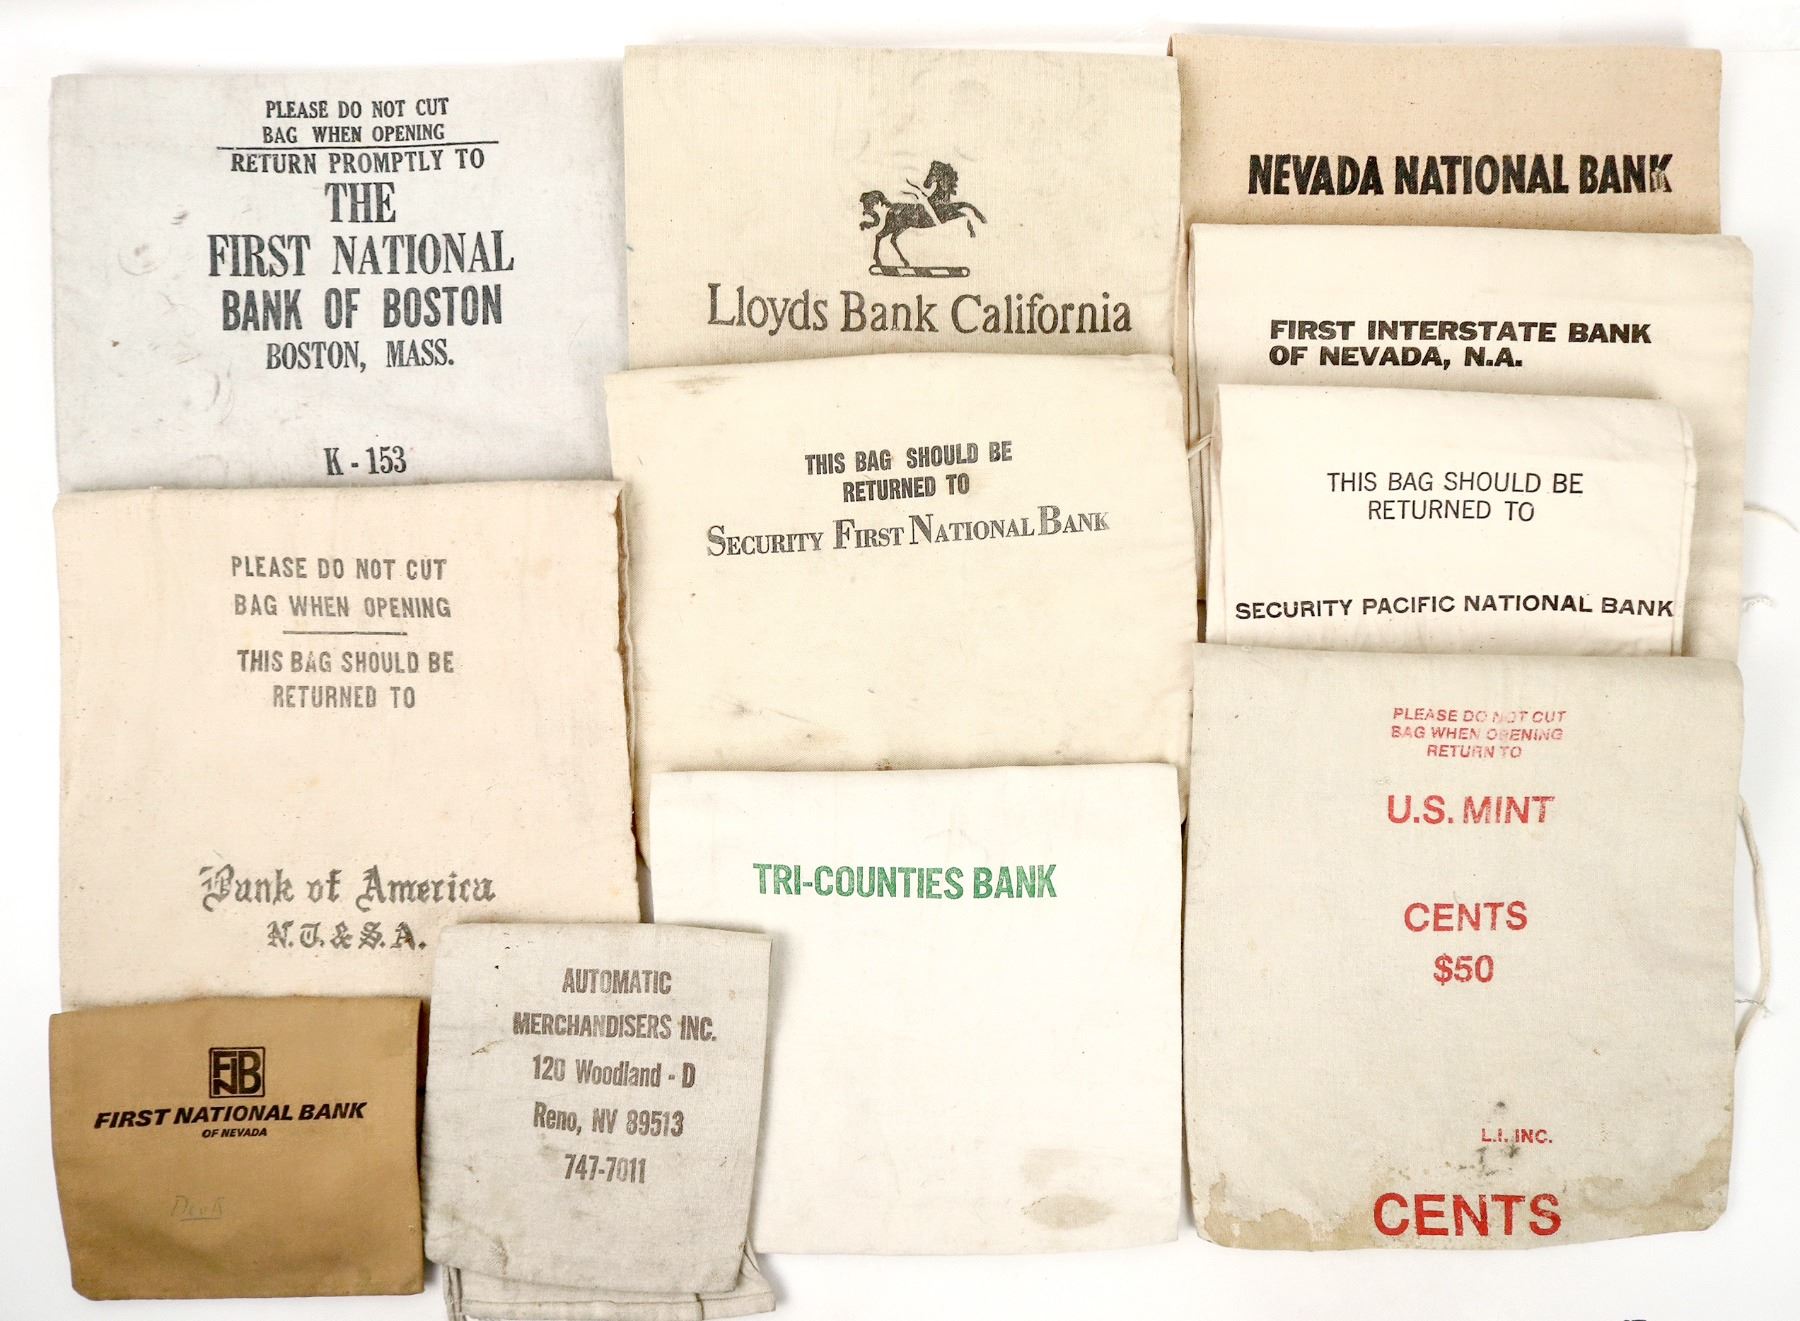 PLEASE DO NOT CUT
BAG WHEN OPENING
RETURN PROMPTLY TO
THE
FIRST NATIONAL
BANK OF BOSTON
BOSTON, MASS.
K - 153
Lloyds Bank California
NEVADA NATIONAL BANK
FIRST INTERSTATE BANK
OF NEVADA, N.A.
THIS BAG SHOULD BE
RETURNED TO
SECURITY FIRST NATIONAL BANK
THIS BAG SHOULD BE
RETURNED TO
SECURITY PACIFIC NATIONAL BANK
PLEASE DO NOT CUT
BAG WHEN OPENING
THIS BAG SHOULD BE
RETURNED TO
Bank of America
N.T. & S.A.
TRI-COUNTIES BANK
PLEASE DO NOT CUT
BAG WHEN OPENING
RETURN TO
U.S. MINT
CENTS
$50
L.I. INC.
CENTS
FNB
FIRST NATIONAL BANK
OF NEVADA
AUTOMATIC
MERCHANDISERS INC.
120 Woodland - D
Reno, NV 89513
747-7011